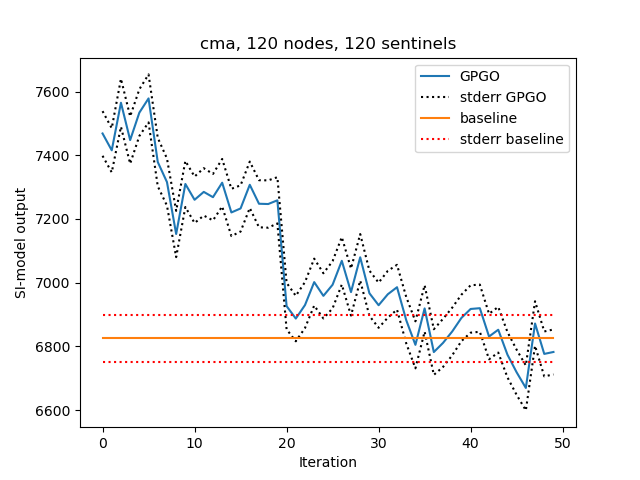 cma, 120 nodes, 120 sentinels
SI-model output
7600
7400
7200
7000
6800
6600
GPGO
stderr GPGO
baseline
stderr baseline
0 10 20 30 40 50
Iteration